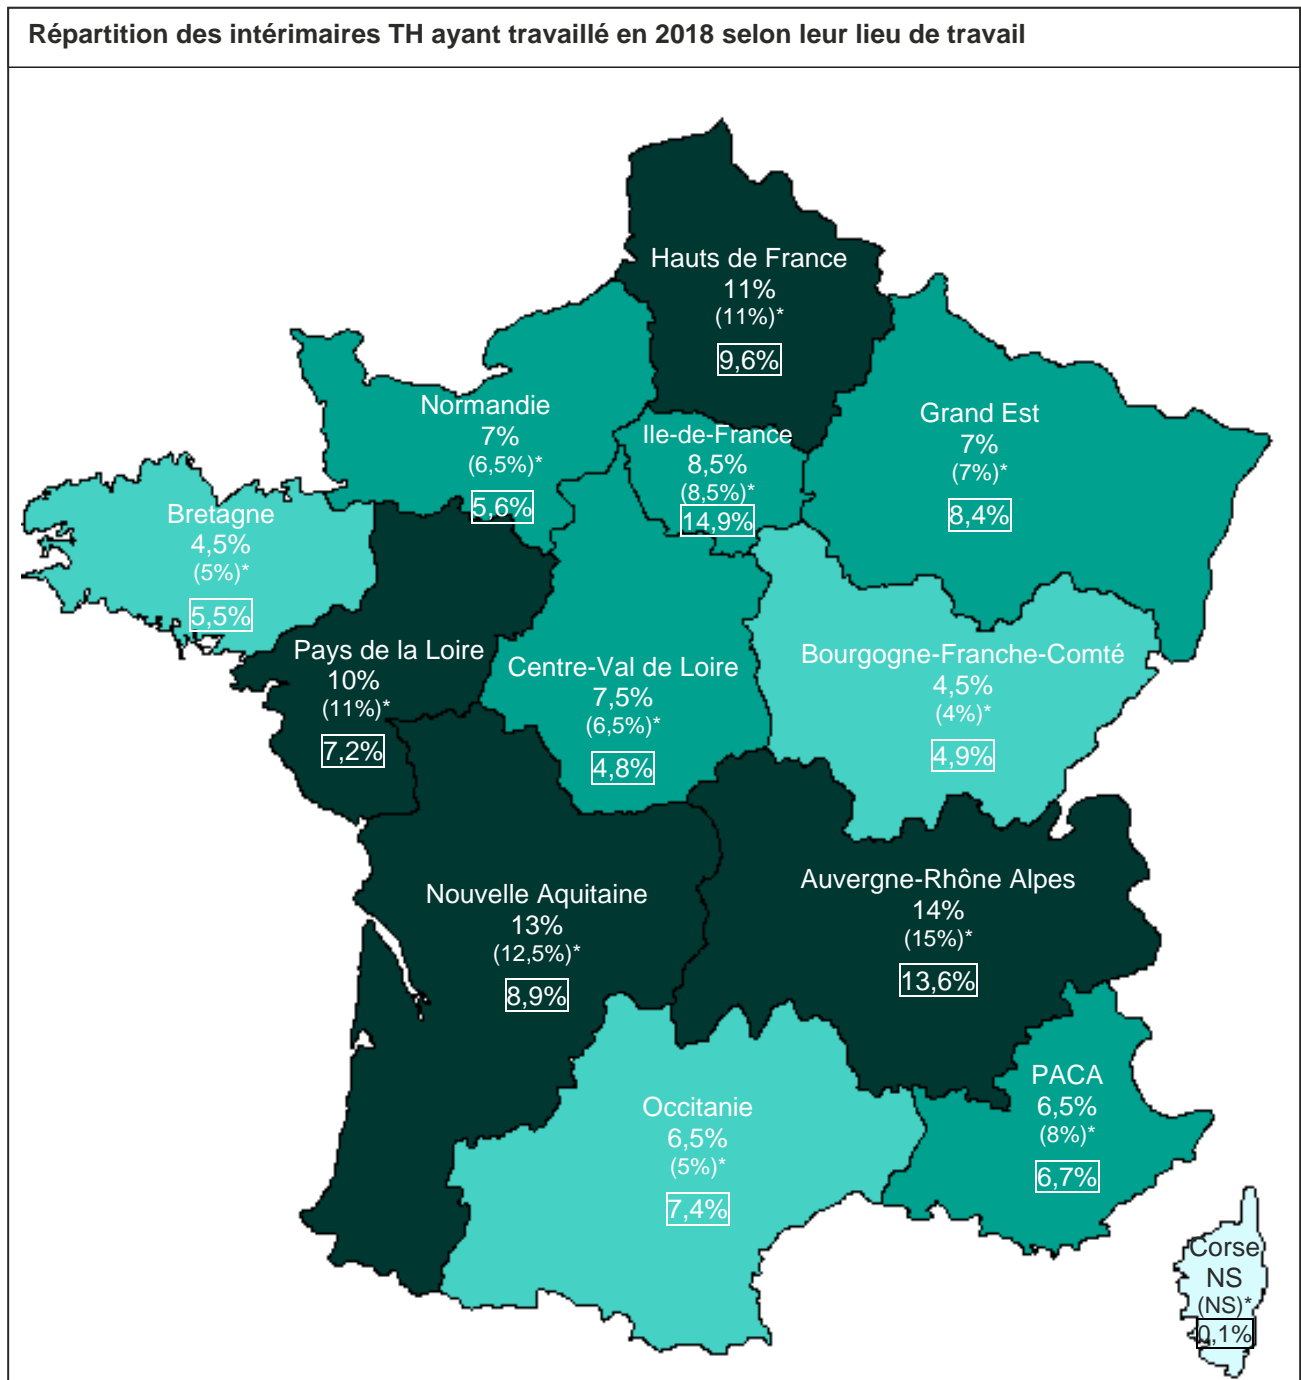 Répartition des intérimaires TH ayant travaillé en 2018 selon leur lieu de travail
Hauts de France
11%
(11%)*
9,6%
Normandie
7%
(6,5%)*
5,6%
Ile-de-France
8,5%
(8,5%)*
14,9%
Grand Est
7%
(7%)*
8,4%
Bretagne
4,5%
(5%)*
5,5%
Pays de la Loire
10%
(11%)*
7,2%
Centre-Val de Loire
7,5%
(6,5%)*
4,8%
Bourgogne-Franche-Comté
4,5%
(4%)*
4,9%
Nouvelle Aquitaine
13%
(12,5%)*
8,9%
Auvergne-Rhône Alpes
14%
(15%)*
13,6%
Occitanie
6,5%
(5%)*
7,4%
PACA
6,5%
(8%)*
6,7%
Corse
NS
(NS)*
0,1%